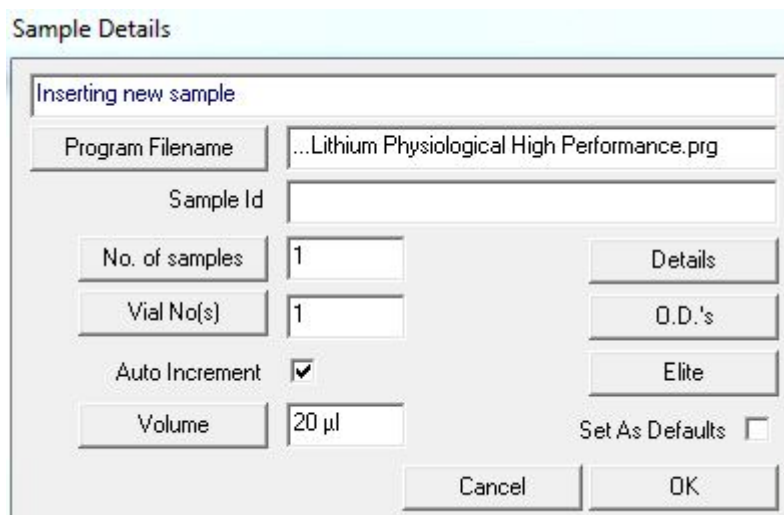 Sample Details
Inserting new sample
Program Filename ...Lithium Physiological High Performance.prg
Sample Id
No. of samples 1 Details
Vial No(s) 1 O.D.'s
Auto Increment Elite
Volume 20 µl Set As Defaults
Cancel OK